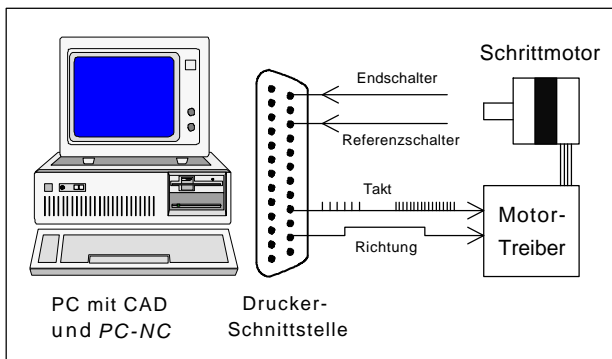 Endschalter
Schrittmotor
Referenzschalter
Takt
Motor-
Treiber
Richtung
PC mit CAD
und PC-NC
Drucker-
Schnittstelle